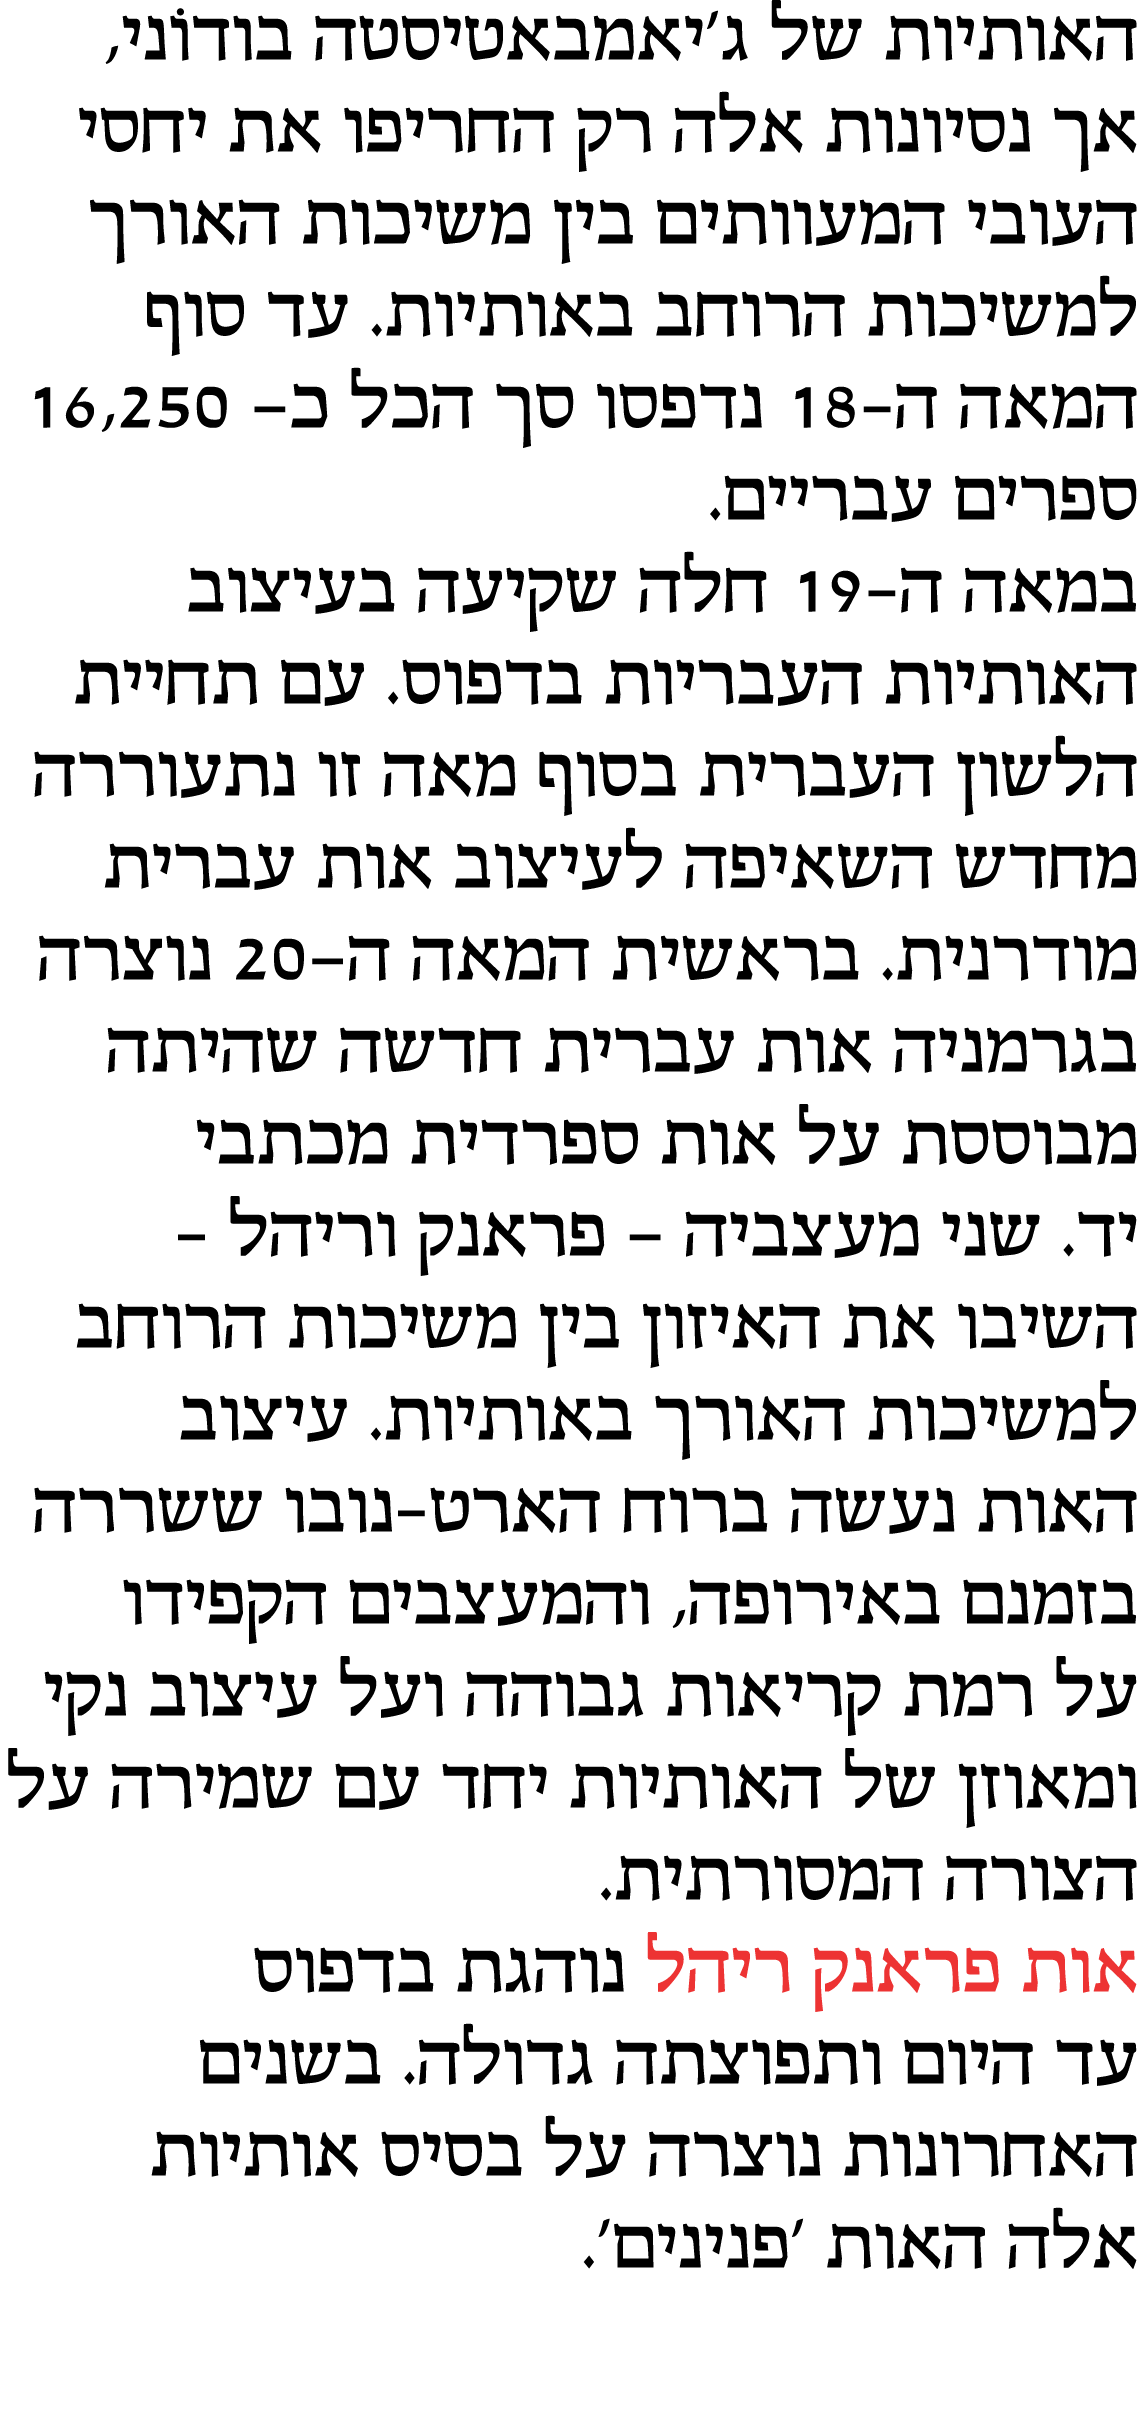 האותיות של ג'יאמבאטיסטה בודוֹני,
אך נסיונות אלה רק החריפו את יחסי
העובי המעוותים בין משיכות האורך
למשיכות הרוחב באותיות. עד סוף
המאה ה-18 נדפסו סך הכל כ- 16,250
ספרים עבריים.
במאה ה-19 חלה שקיעה בעיצוב
האותיות העבריות בדפוס. עם תחיית
הלשון העברית בסוף מאה זו נתעוררה
מחדש השאיפה לעיצוב אות עברית
מודרנית. בראשית המאה ה-20 נוצרה
בגרמניה אות עברית חדשה שהיתה
מבוססת על אות ספרדית מכתבי
יד. שני מעצביה – פראנק וריהל –
השיבו את האיזון בין משיכות הרוחב
למשיכות האורך באותיות. עיצוב
האות נעשה ברוח הארט-נובו ששררה
בזמנם באירופה, והמעצבים הקפידו
על רמת קריאות גבוהה ועל עיצוב נקי
ומאוזן של האותיות יחד עם שמירה על
הצורה המסורתית.
אות פראנק ריהל נוהגת בדפוס
עד היום ותפוצתה גדולה. בשנים
האחרונות נוצרה על בסיס אותיות
אלה האות 'פנינים'.